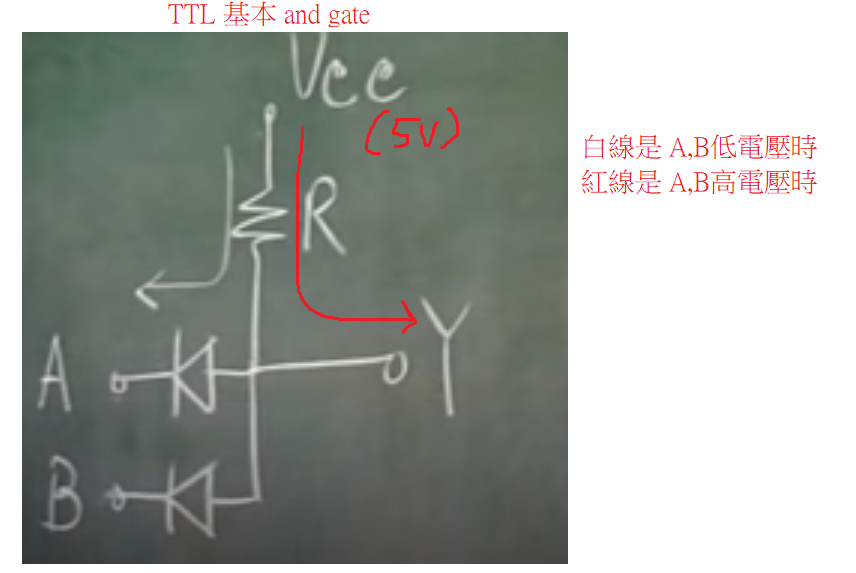 TTL 基本 and gate
Vcc
(5V)
白線是 A,B低電壓時
紅線是 A,B高電壓時
R
Y
A
B